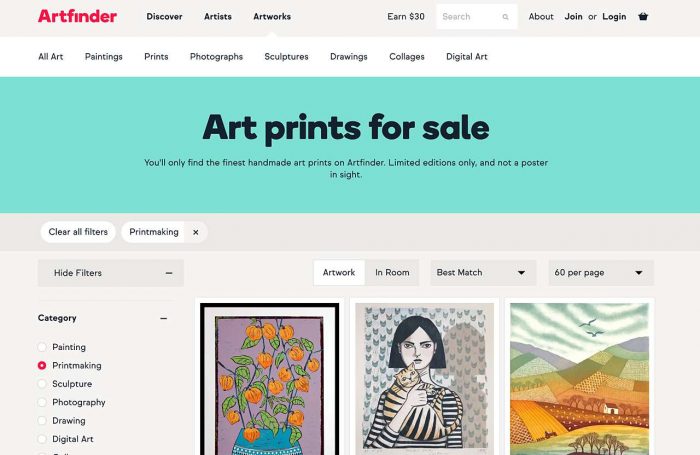 Artfinder
Discover
Artists
Artworks
Earn $30
Search
About
Join or Login
All Art
Paintings
Prints
Photographs
Sculptures
Drawings
Collages
Digital Art
Art prints for sale
You'll only find the finest handmade art prints on Artfinder. Limited editions only, and not a poster
in sight.
Clear all filters
Printmaking ×
Hide Filters
Artwork
In Room
Best Match
60 per page
Category
Painting
Printmaking
Sculpture
Photography
Drawing
Digital Art